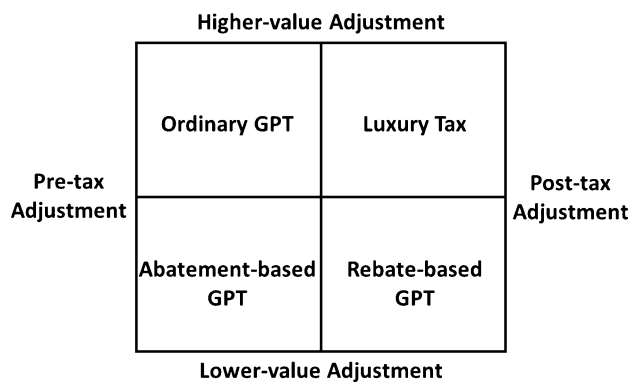 Higher-value Adjustment
Ordinary GPT
Luxury Tax
Pre-tax
Adjustment
Post-tax
Adjustment
Abatement-based
GPT
Rebate-based
GPT
Lower-value Adjustment